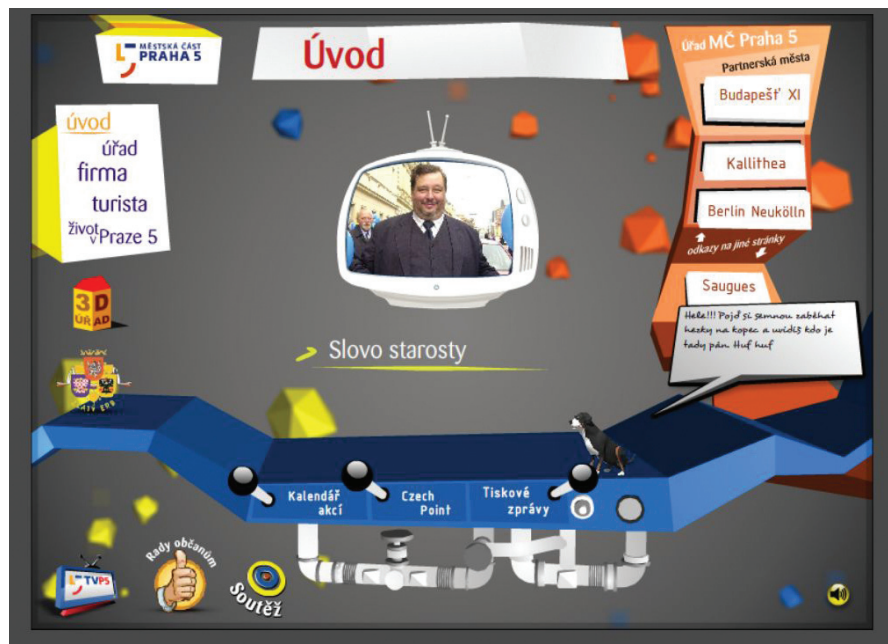 MĚSTSKÁ ČÁST
PRAHA 5
Úvod
Úřad MČ Praha 5
Partnerská města
Budapešť XI
Kallithea
Berlin Neukölln
odkazy na jiné stránky
Saugues
Hele!!! Pojď si semnou zaběhat
hezky na kopec a uvidíš kdo je
tady pán. Huf huf
úvod
úřad
firma
turista
život
v Praze 5
3D
ÚŘAD
Slovo starosty
Kalendář
akcí
Czech
Point
Tiskové
zprávy
TVP5
Rady občanům
Soutěž